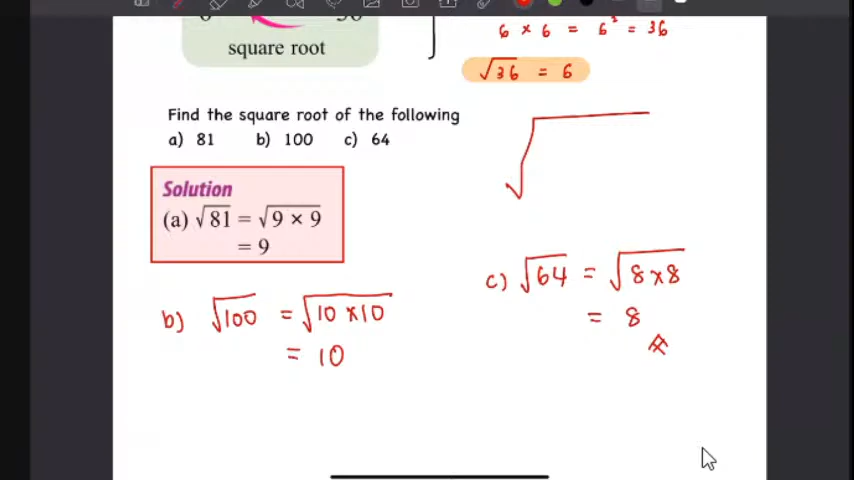 square root
6 × 6 = 6² = 36
√36 = 6
Find the square root of the following
a) 81 b) 100 c) 64
Solution
(a) √81 = √9 × 9
= 9
b) √100 = √10 × 10
= 10
c) √64 = √8 × 8
= 8